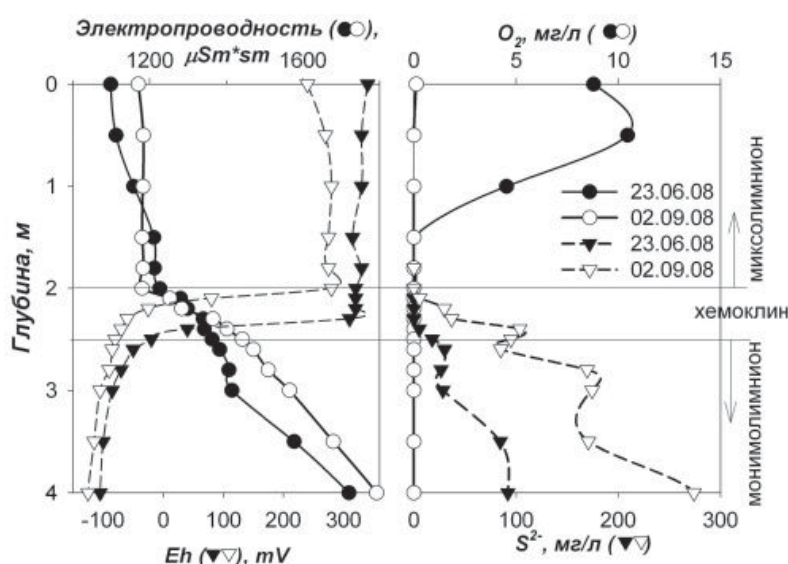 Электропроводность (●○),
μSm*sm
1200 1600
O2, мг/л ( ●○)
0 5 10 15
Глубина, м
0
1
2
3
4
23.06.08
02.09.08
23.06.08
02.09.08
миксолимнион
хемоклин
монимолимнион
-100 0 100 200 300
Eh (▼▽), mV
0 100 200 300
S2-, мг/л (▼▽)